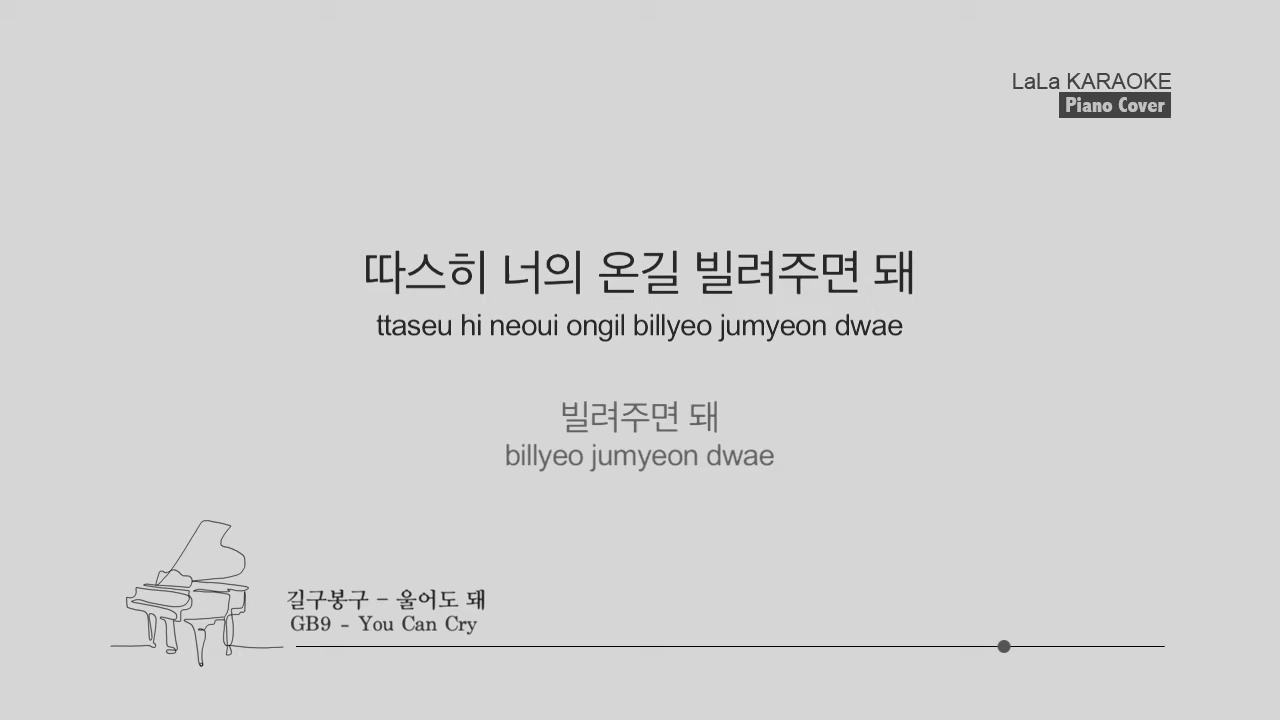 LaLa KARAOKE
Piano Cover
따스히 너의 온길 빌려주면 돼
ttaseu hi neoui ongil billyeo jumyeon dwae
빌려주면 돼
billyeo jumyeon dwae
길구봉구 - 울어도 돼
GB9 - You Can Cry